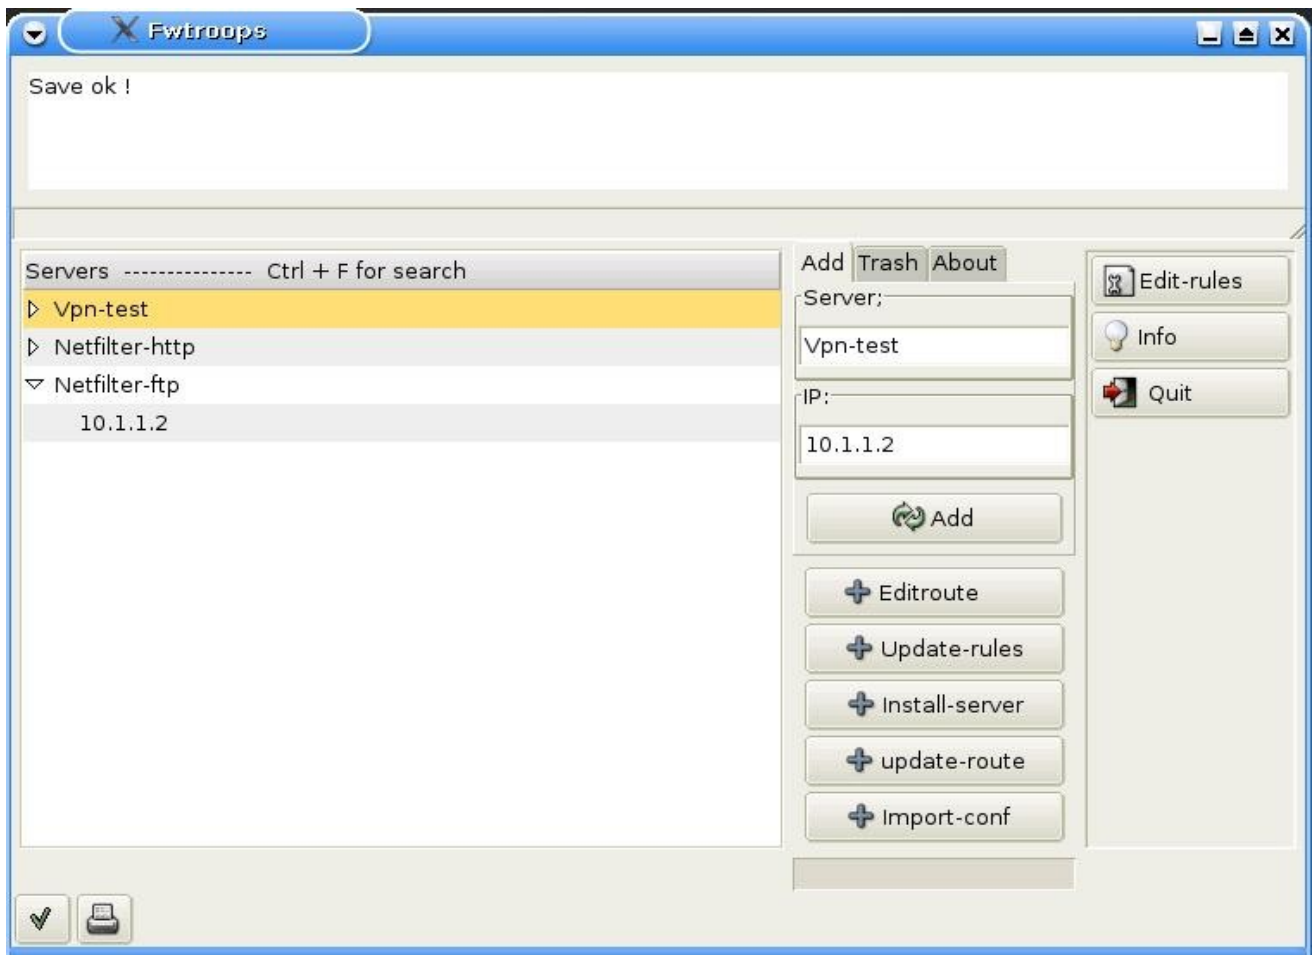 Fwtroops
Save ok !
Servers --------------- Ctrl + F for search
Vpn-test
Netfilter-http
Netfilter-ftp
10.1.1.2
Add Trash About
Server;
Vpn-test
IP:
10.1.1.2
Add
Editroute
Update-rules
Install-server
update-route
Import-conf
Edit-rules
Info
Quit